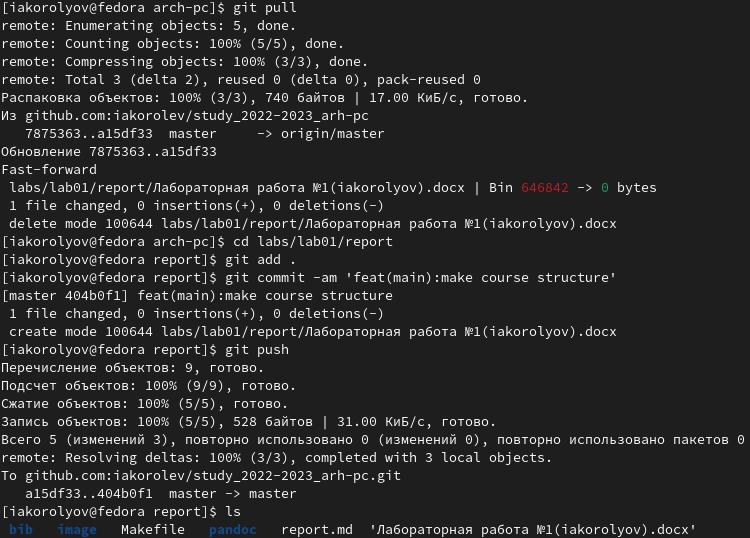 [iakorolyov@fedora arch-pc]$ git pull
remote: Enumerating objects: 5, done.
remote: Counting objects: 100% (5/5), done.
remote: Compressing objects: 100% (3/3), done.
remote: Total 3 (delta 2), reused 0 (delta 0), pack-reused 0
Распаковка объектов: 100% (3/3), 740 байтов | 17.00 КиБ/с, готово.
Из github.com:iakorolev/study_2022-2023_arh-pc
   7875363..a15df33  master     -> origin/master
Обновление 7875363..a15df33
Fast-forward
 labs/lab01/report/Лабораторная работа №1(iakorolyov).docx | Bin 646842 -> 0 bytes
 1 file changed, 0 insertions(+), 0 deletions(-)
 delete mode 100644 labs/lab01/report/Лабораторная работа №1(iakorolyov).docx
[iakorolyov@fedora arch-pc]$ cd labs/lab01/report
[iakorolyov@fedora report]$ git add .
[iakorolyov@fedora report]$ git commit -am 'feat(main):make course structure'
[master 404b0f1] feat(main):make course structure
 1 file changed, 0 insertions(+), 0 deletions(-)
 create mode 100644 labs/lab01/report/Лабораторная работа №1(iakorolyov).docx
[iakorolyov@fedora report]$ git push
Перечисление объектов: 9, готово.
Подсчет объектов: 100% (9/9), готово.
Сжатие объектов: 100% (5/5), готово.
Запись объектов: 100% (5/5), 528 байтов | 31.00 КиБ/с, готово.
Всего 5 (изменений 3), повторно использовано 0 (изменений 0), повторно использовано пакетов 0
remote: Resolving deltas: 100% (3/3), completed with 3 local objects.
To github.com:iakorolev/study_2022-2023_arh-pc.git
   a15df33..404b0f1  master -> master
[iakorolyov@fedora report]$ ls
 bib   image   Makefile   pandoc   report.md  'Лабораторная работа №1(iakorolyov).docx'